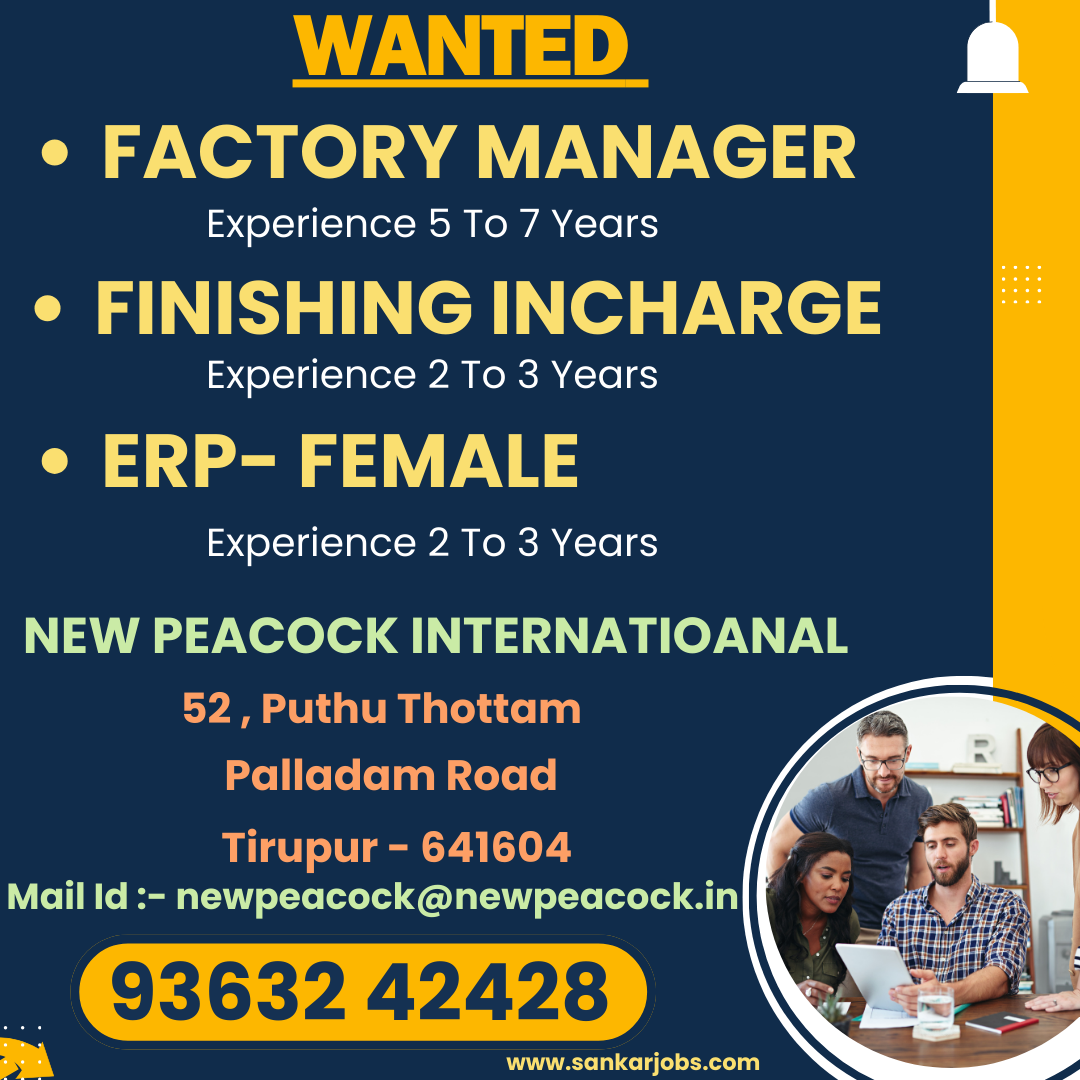 WANTED
• FACTORY MANAGER
Experience 5 To 7 Years
• FINISHING INCHARGE
Experience 2 To 3 Years
• ERP- FEMALE
Experience 2 To 3 Years
NEW PEACOCK INTERNATIOANAL
52 , Puthu Thottam
Palladam Road
Tirupur - 641604
Mail Id :- newpeacock@newpeacock.in
93632 42428
www.sankarjobs.com
R